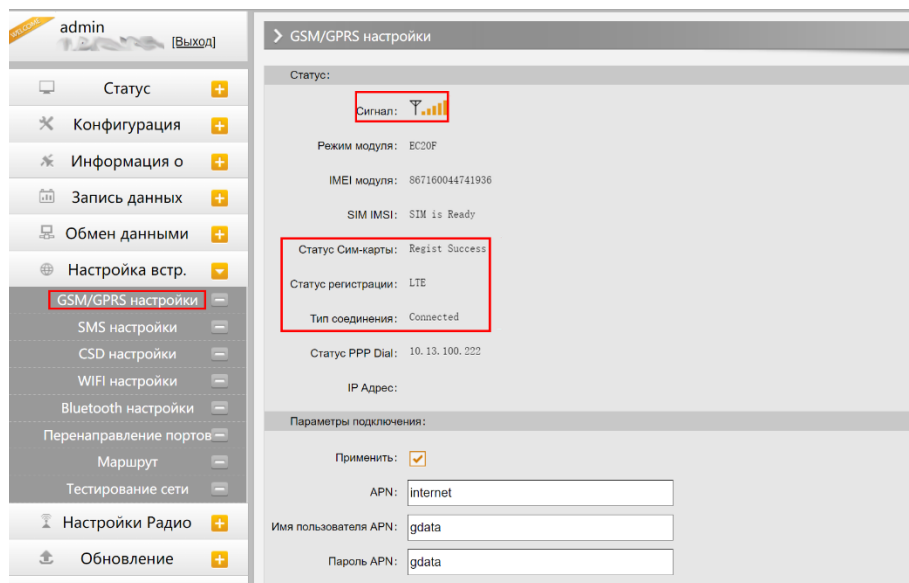 WELCOME
admin
[Выход]
Статус
Конфигурация
Информация о
Запись данных
Обмен данными
Настройка встр.
GSM/GPRS настройки
SMS настройки
CSD настройки
WIFI настройки
Bluetooth настройки
Перенаправление портов
Маршрут
Тестирование сети
Настройки Радио
Обновление
GSM/GPRS настройки
Статус:
Сигнал:
Режим модуля: EC20F
IMEI модуля: 867160044741936
SIM IMSI: SIM is Ready
Статус Сим-карты: Regist Success
Статус регистрации: LTE
Тип соединения: Connected
Статус PPP Dial: 10.13.100.222
IP Адрес:
Параметры подключения:
Применить:
APN: internet
Имя пользователя APN: gdata
Пароль APN: gdata